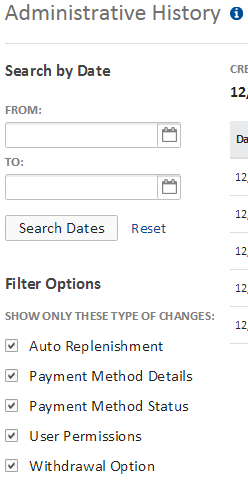 Administrative History
Search by Date
FROM:
TO:
Search Dates Reset
Filter Options
SHOW ONLY THESE TYPE OF CHANGES:
Auto Replenishment
Payment Method Details
Payment Method Status
User Permissions
Withdrawal Option
CRE
12,
Da
12,
12,
12,
12,
12,